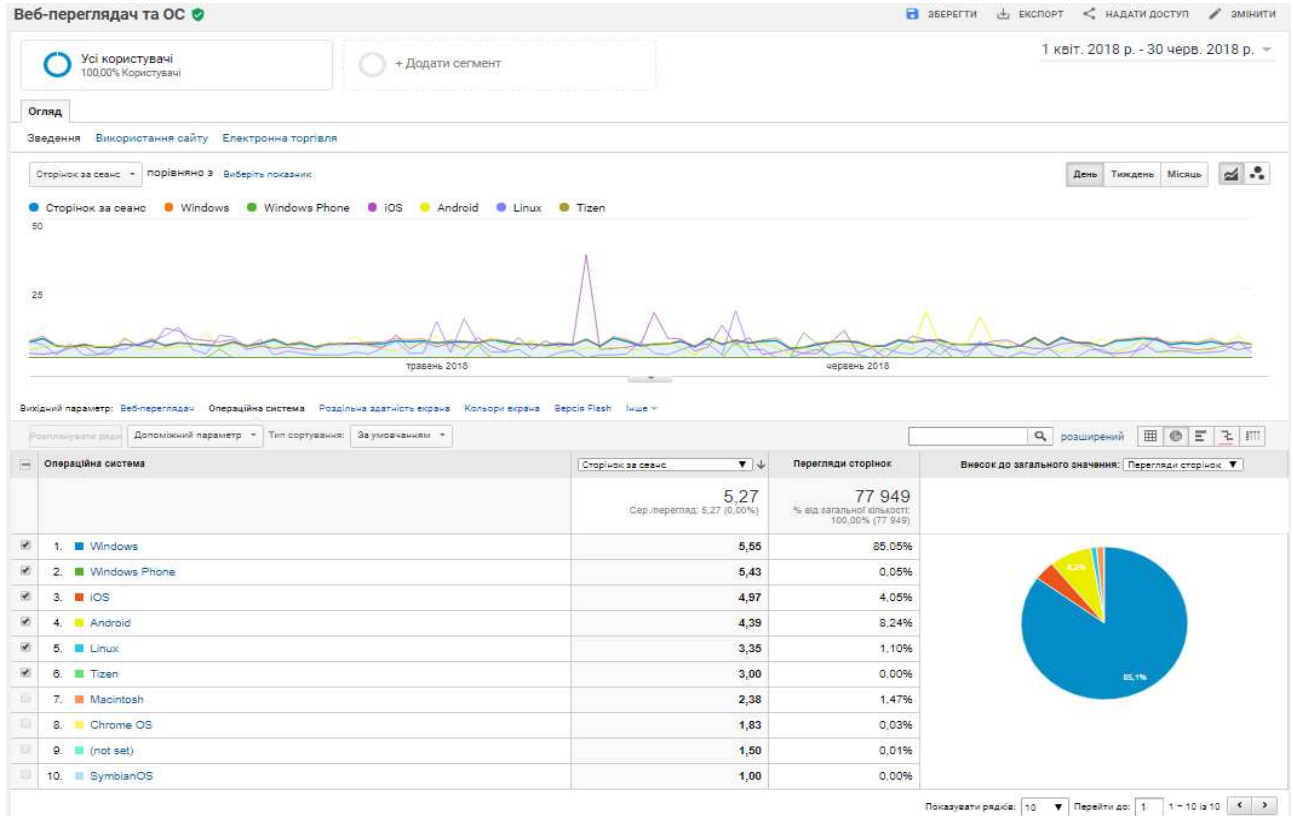 Веб-переглядач та ОС
ЗБЕРЕГТИ ЕКСПОРТ НАДАТИ ДОСТУП ЗМІНИТИ
Усі користувачі
100,00% Користувачі
+ Додати сегмент
1 квіт. 2018 р. - 30 черв. 2018 р.
Огляд
Зведення Використання сайту Електронна торгівля
Сторінок за сеанс порівняно з Виберіть показник
День Тиждень Місяць
Сторінок за сеанс Windows Windows Phone iOS Android Linux Tizen
50
25
травень 2018 червень 2018
Вихідний параметр: Веб-переглядач Операційна система Роздільна здатність екрана Кольори екрана Версія Flash Інше
Розпланувати ряди Допоміжний параметр Тип сортування: За умовчанням розширений
Операційна система Сторінок за сеанс Перегляди сторінок Внесок до загального значення: Перегляди сторінок
5,27 77 949
Сер./перегляд: 5,27 (0,00%) % від загальної кількості:
100,00% (77 949)
1. Windows 5,55 85,05%
2. Windows Phone 5,43 0,05%
3. iOS 4,97 4,05%
4. Android 4,39 8,24%
5. Linux 3,35 1,10%
6. Tizen 3,00 0,00%
7. Macintosh 2,38 1,47%
8. Chrome OS 1,83 0,03%
9. (not set) 1,50 0,01%
10. SymbianOS 1,00 0,00%
8,2%
85,1%
Показувати рядків: 10 Перейти до: 1 1 – 10 із 10